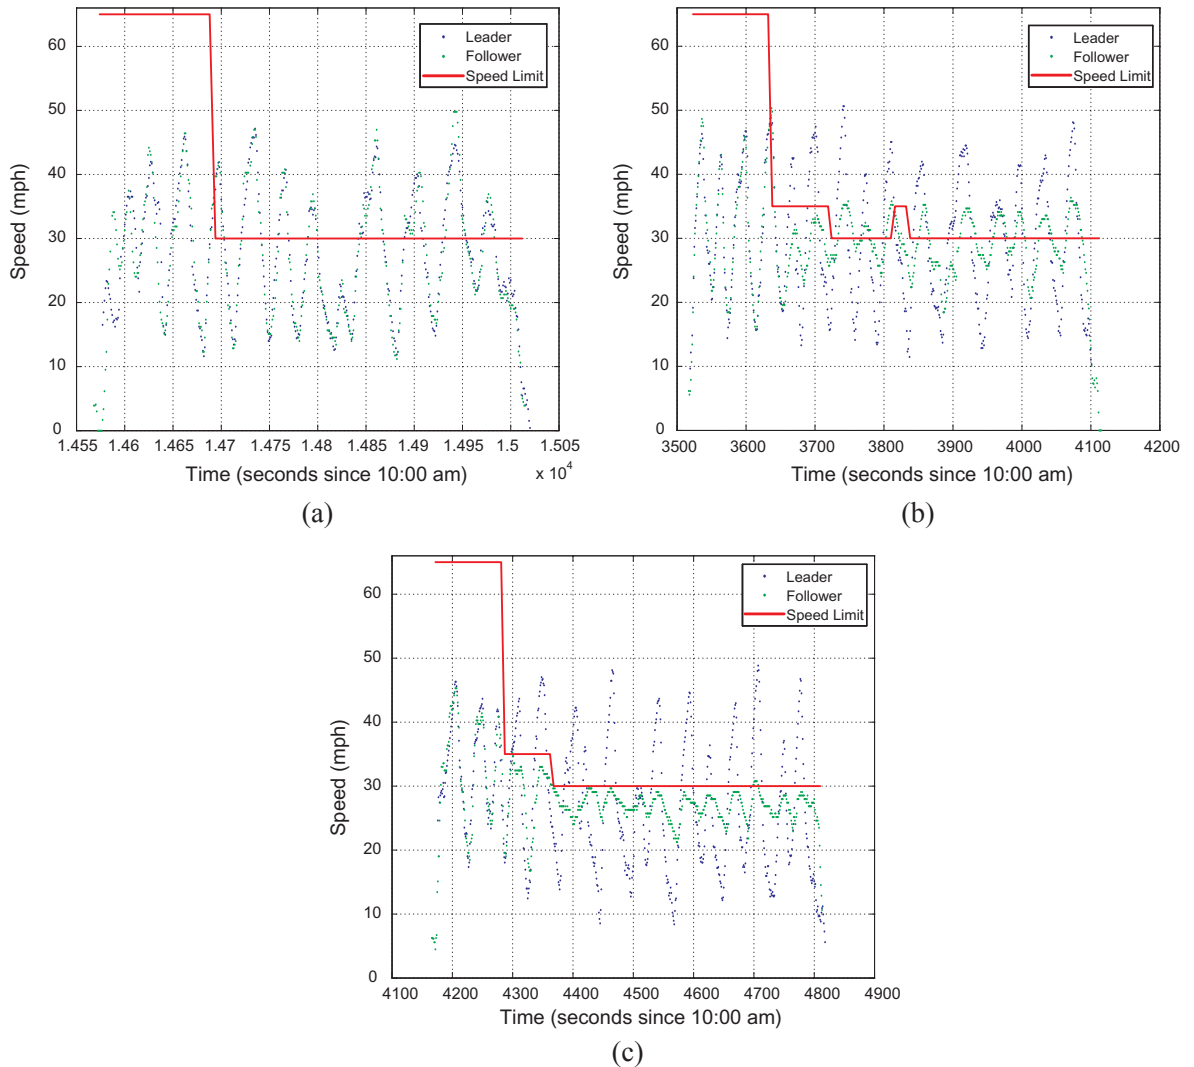 60
50
40
30
20
10
0
Speed (mph)
Leader
Follower
Speed Limit
1.455 1.46 1.465 1.47 1.475 1.48 1.485 1.49 1.495 1.5 1.505
Time (seconds since 10:00 am) x 10⁴
(a)
60
50
40
30
20
10
0
Speed (mph)
Leader
Follower
Speed Limit
3500 3600 3700 3800 3900 4000 4100 4200
Time (seconds since 10:00 am)
(b)
60
50
40
30
20
10
0
Speed (mph)
Leader
Follower
Speed Limit
4100 4200 4300 4400 4500 4600 4700 4800 4900
Time (seconds since 10:00 am)
(c)